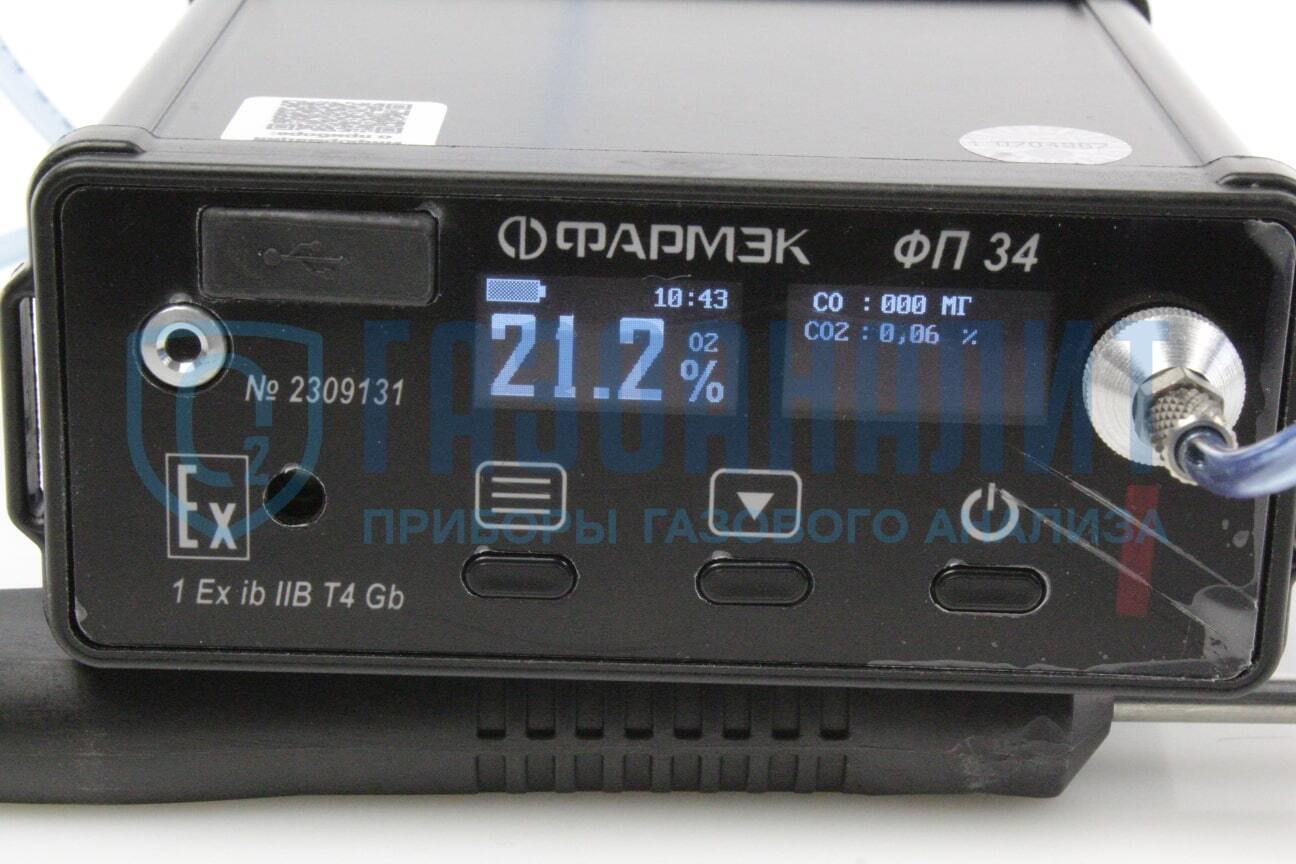 ФАРМЭК ФП 34
10:43
21.2 O2 %
CO : 000 МГ
CO2 : 0,06 %
№ 2309131
ГАЗОАНАЛИТ
ПРИБОРЫ ГАЗОВОГО АНАЛИЗА
Ex
1 Ex ib IIB T4 Gb